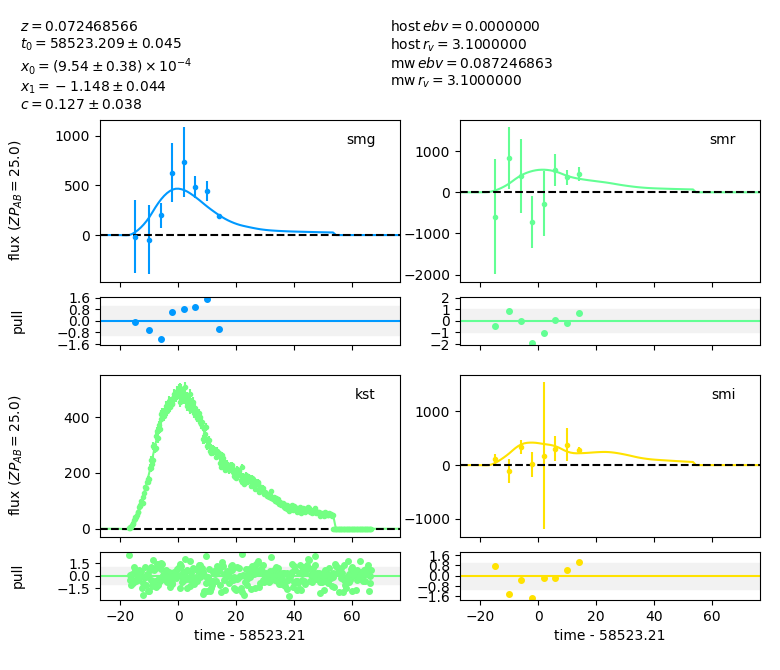 z = 0.072468566
t₀ = 58523.209 ± 0.045
x₀ = (9.54 ± 0.38) × 10⁻⁴
x₁ = −1.148 ± 0.044
c = 0.127 ± 0.038
host ebv = 0.0000000
host r_v = 3.1000000
mw ebv = 0.087246863
mw r_v = 3.1000000
smg
flux (ZP_AB = 25.0)
1000
500
0
smr
1000
0
−1000
−2000
pull
1.6
0.8
0.0
−0.8
−1.6
2
1
0
−1
−2
kst
flux (ZP_AB = 25.0)
400
200
0
smi
1000
0
−1000
pull
1.5
0.0
−1.5
−20 0 20 40 60
time - 58523.21
1.6
0.8
0.0
−0.8
−1.6
−20 0 20 40 60
time - 58523.21